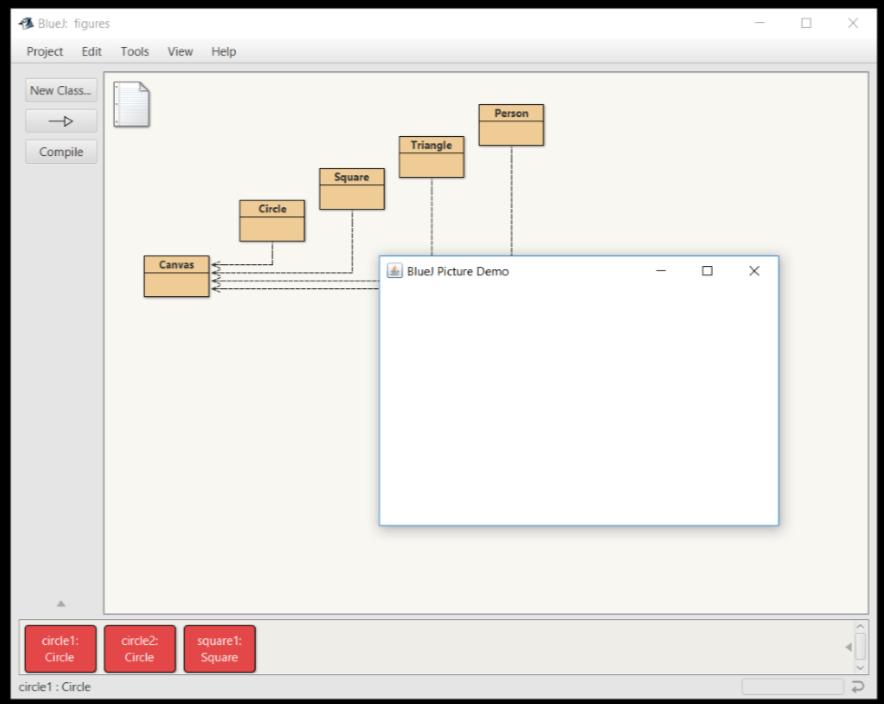 BlueJ: figures
Project Edit Tools View Help
New Class...
Compile
Person
Triangle
Square
Circle
Canvas
BlueJ Picture Demo
circle1:
Circle
circle2:
Circle
square1:
Square
circle1 : Circle